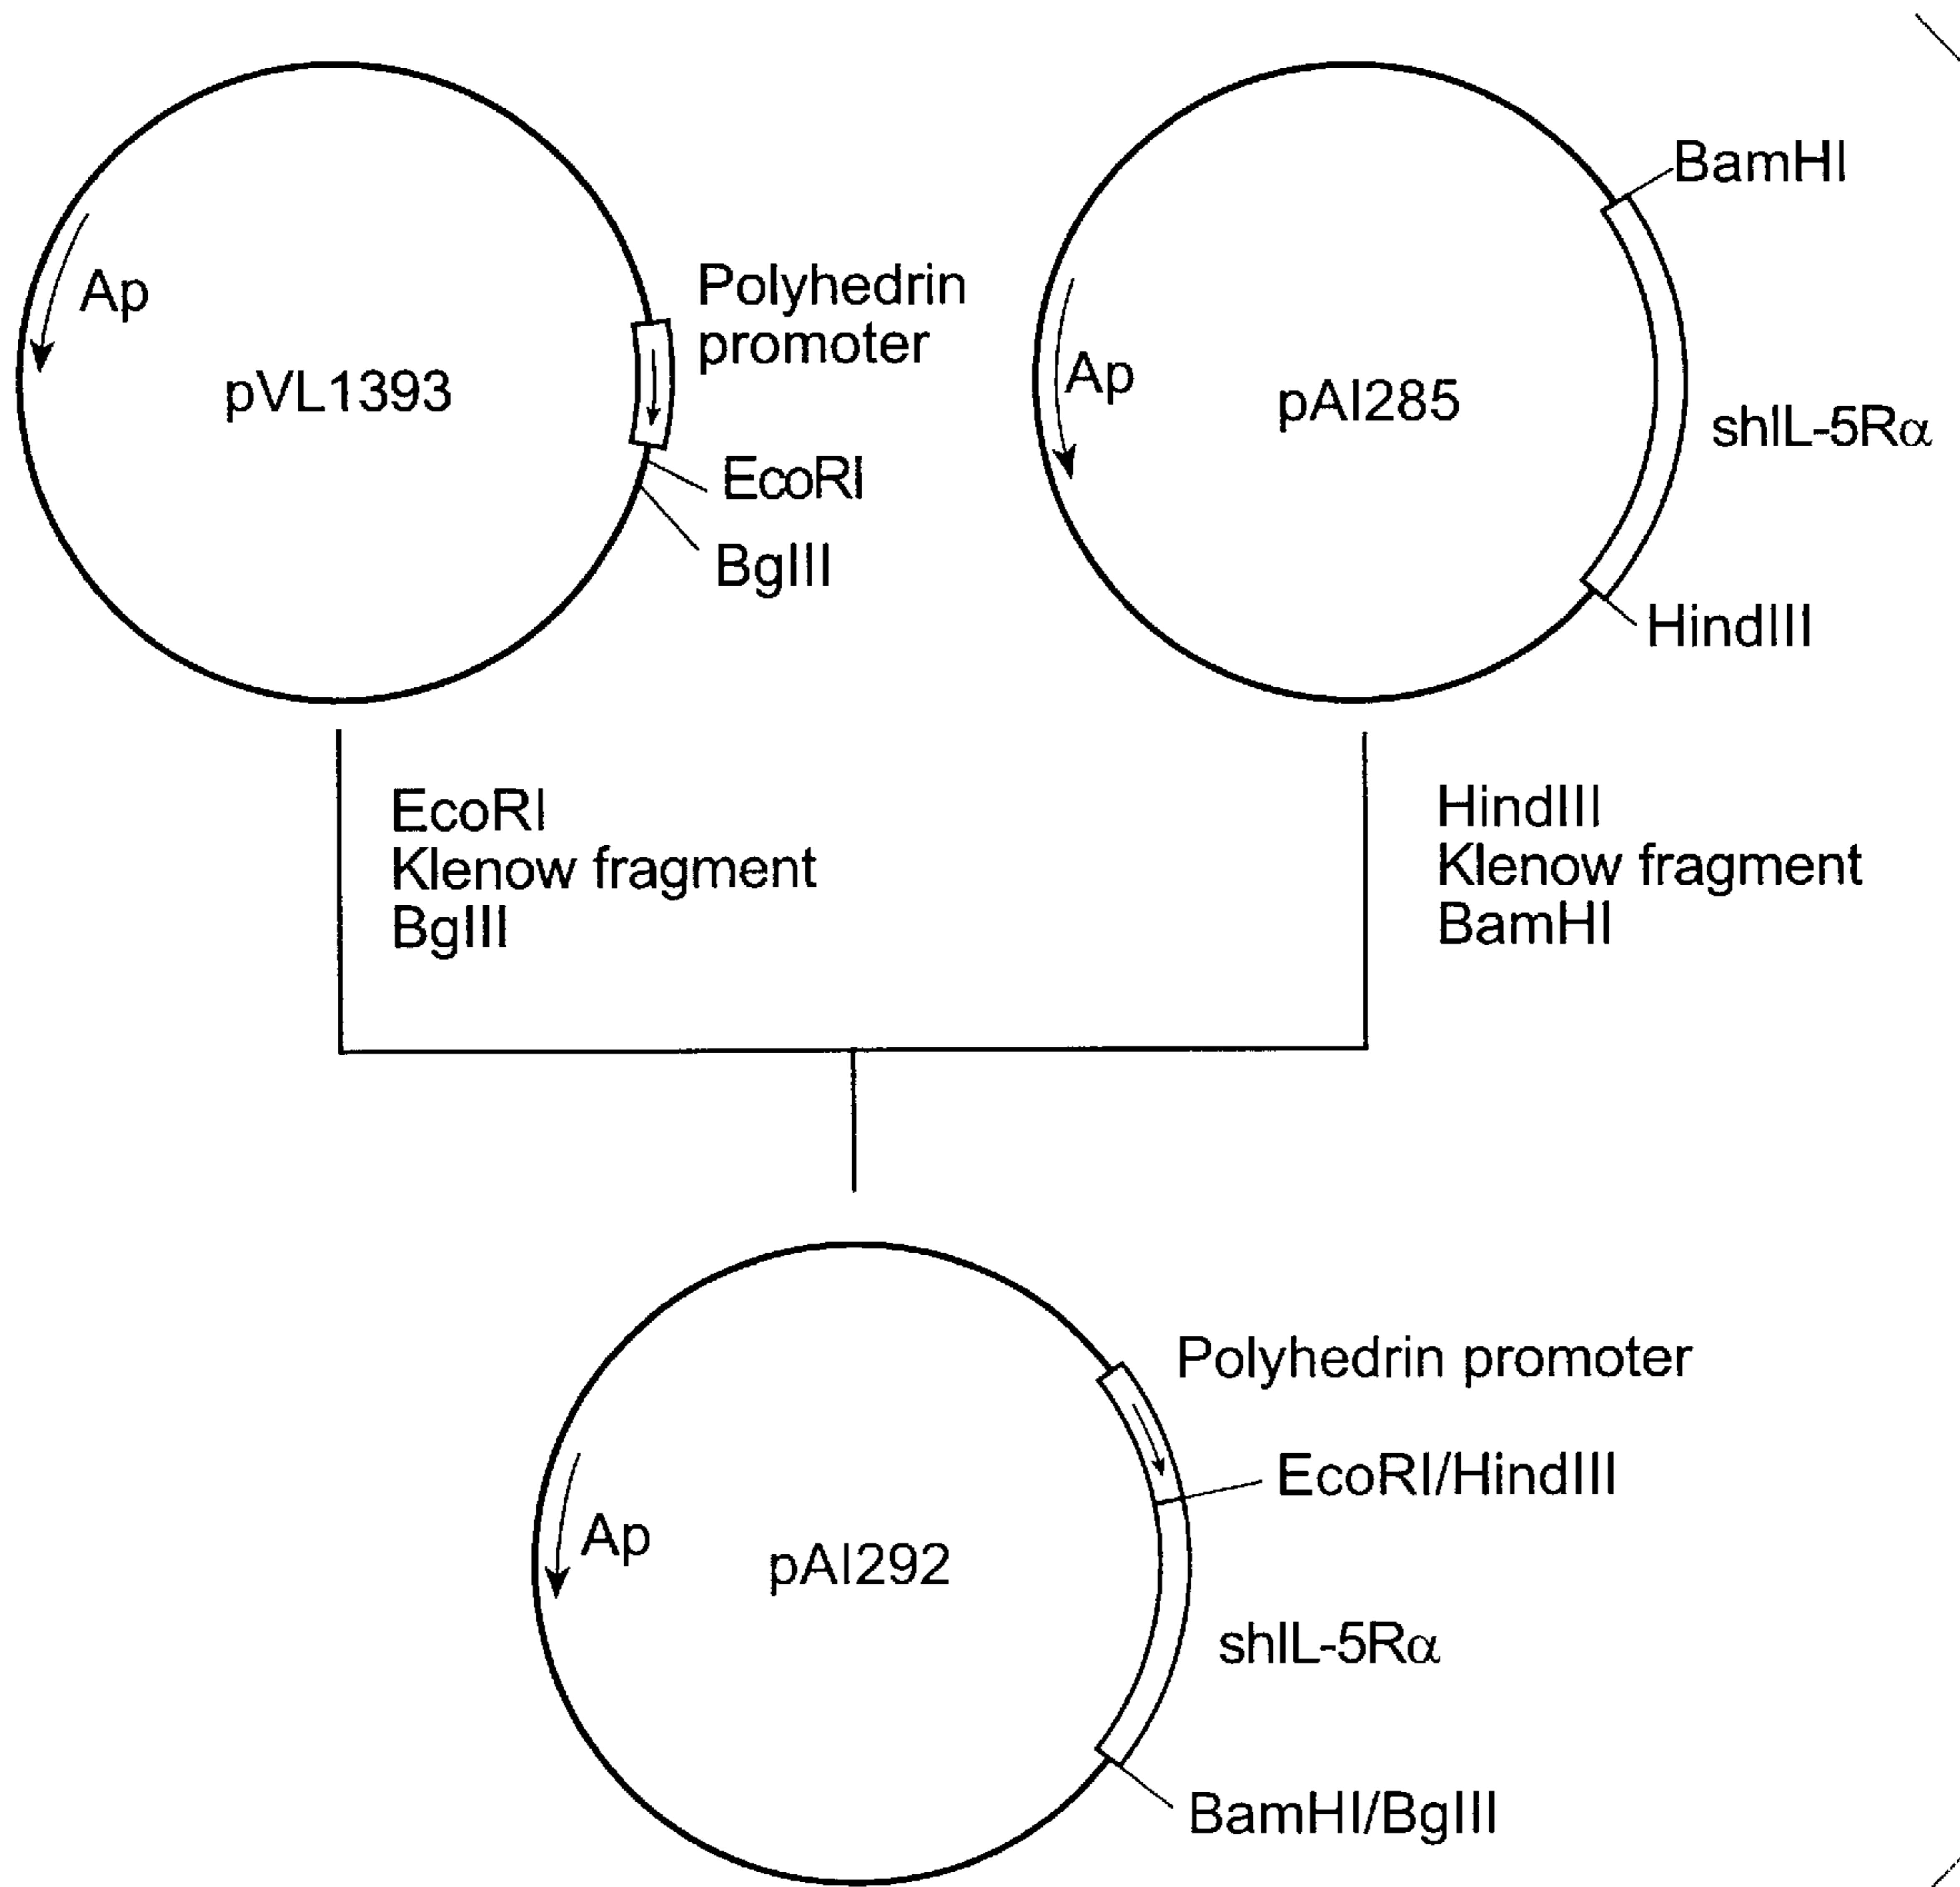 Ap
pVL1393
Polyhedrin
promoter
EcoRI
BglII
BamHI
Ap
pAI285
shIL-5Rα
HindIII
EcoRI
Klenow fragment
BglII
HindIII
Klenow fragment
BamHI
Polyhedrin promoter
EcoRI/HindIII
Ap
pAI292
shIL-5Rα
BamHI/BglII